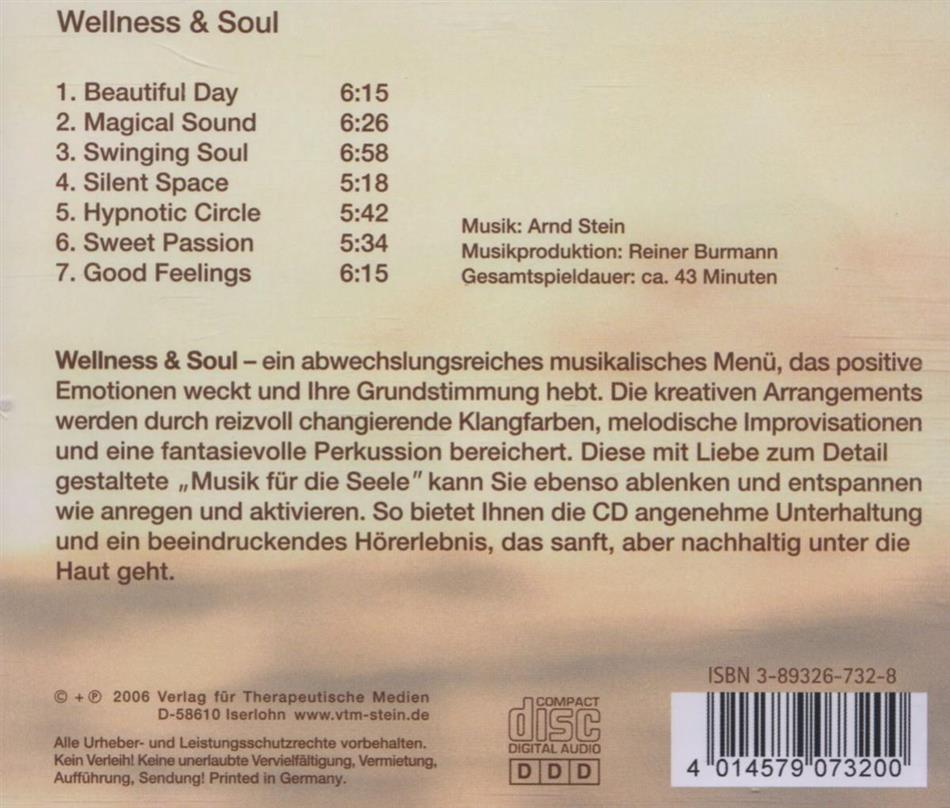 Wellness & Soul
1. Beautiful Day 6:15
2. Magical Sound 6:26
3. Swinging Soul 6:58
4. Silent Space 5:18
5. Hypnotic Circle 5:42
6. Sweet Passion 5:34
7. Good Feelings 6:15
Musik: Arnd Stein
Musikproduktion: Reiner Burmann
Gesamtspieldauer: ca. 43 Minuten
Wellness & Soul – ein abwechslungsreiches musikalisches Menü, das positive
Emotionen weckt und Ihre Grundstimmung hebt. Die kreativen Arrangements
werden durch reizvoll changierende Klangfarben, melodische Improvisationen
und eine fantasievolle Perkussion bereichert. Diese mit Liebe zum Detail
gestaltete „Musik für die Seele" kann Sie ebenso ablenken und entspannen
wie anregen und aktivieren. So bietet Ihnen die CD angenehme Unterhaltung
und ein beeindruckendes Hörerlebnis, das sanft, aber nachhaltig unter die
Haut geht.
© + ℗ 2006 Verlag für Therapeutische Medien
D-58610 Iserlohn www.vtm-stein.de
Alle Urheber- und Leistungsschutzrechte vorbehalten.
Kein Verleih! Keine unerlaubte Vervielfältigung, Vermietung,
Aufführung, Sendung! Printed in Germany.
COMPACT
disc
DIGITAL AUDIO
D D D
ISBN 3-89326-732-8
4 014579 073200